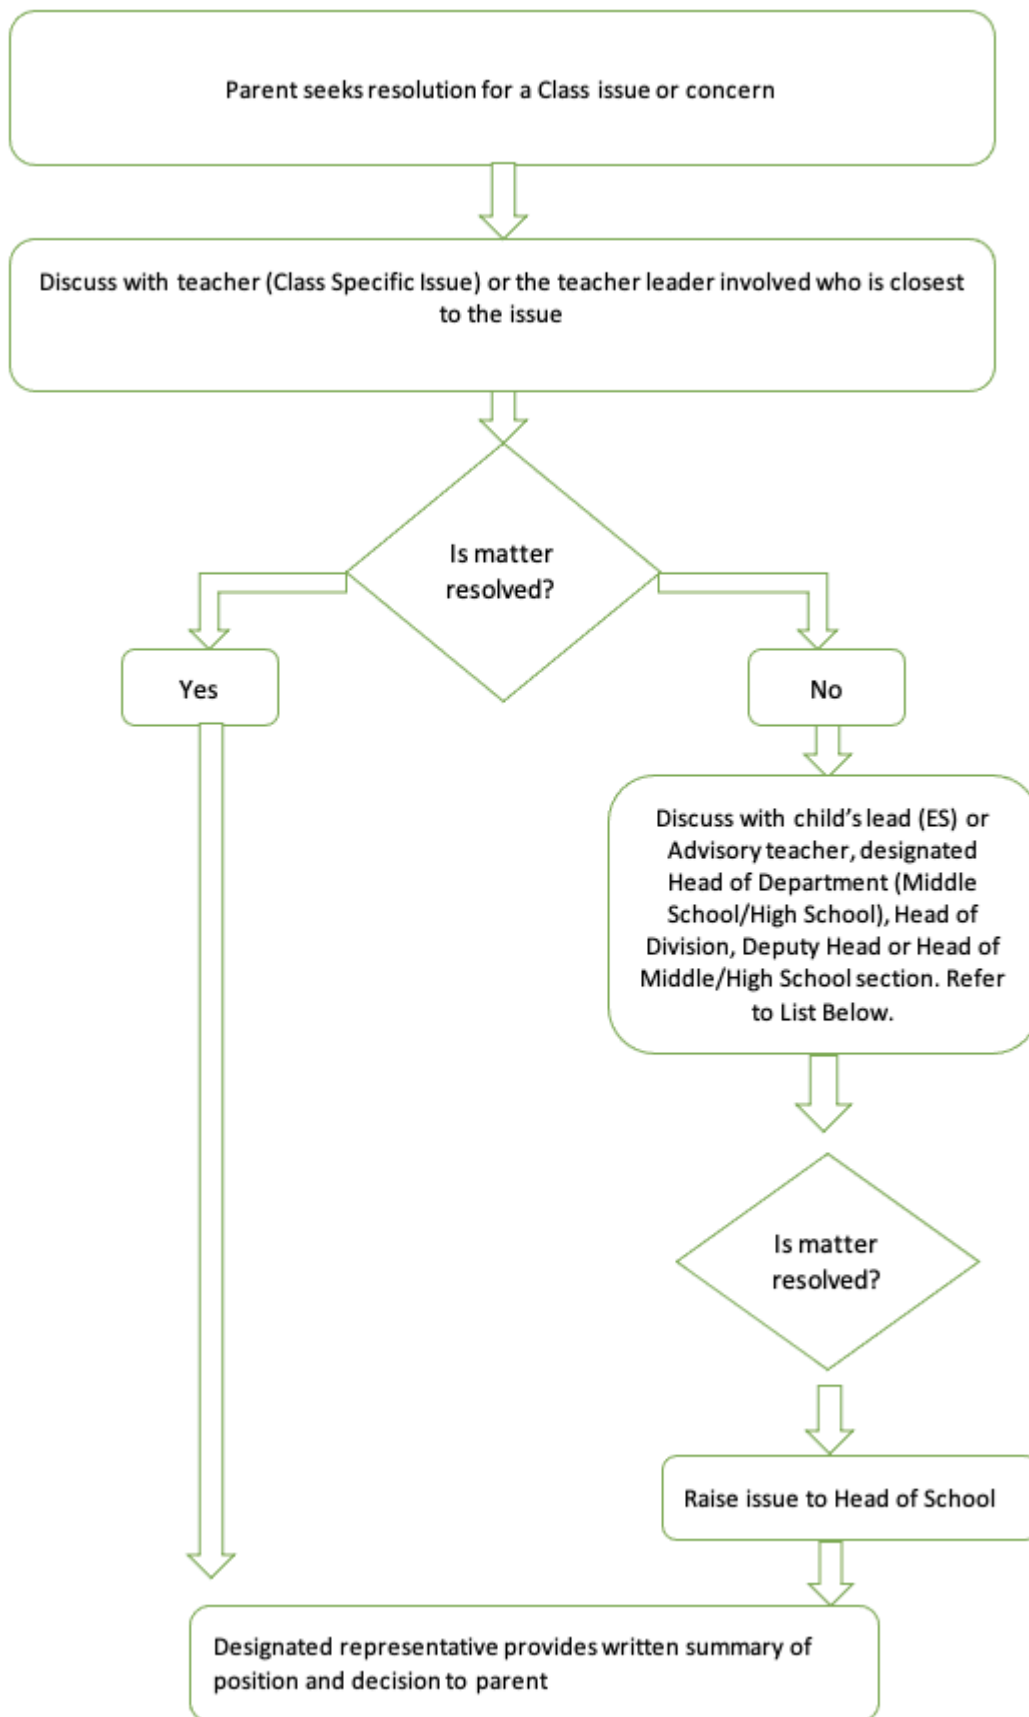 Parent seeks resolution for a Class issue or concern
Discuss with teacher (Class Specific Issue) or the teacher leader involved who is closest
to the issue
Is matter
resolved?
Yes
No
Discuss with child’s lead (ES) or
Advisory teacher, designated
Head of Department (Middle
School/High School), Head of
Division, Deputy Head or Head of
Middle/High School section. Refer
to List Below.
Is matter
resolved?
Raise issue to Head of School
Designated representative provides written summary of
position and decision to parent